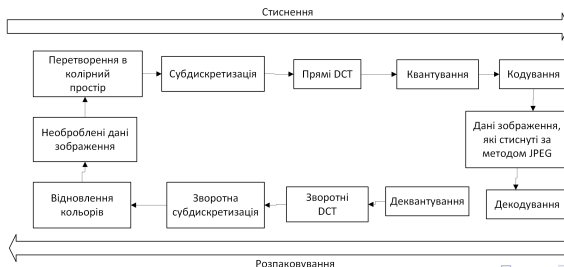 Стиснення
Перетворення в
колірний
простір
Субдискретизація
Прямі DCT
Квантування
Кодування
Необроблені дані
зображення
Дані зображення,
які стиснуті за
методом JPEG
Відновлення
кольорів
Зворотна
субдискретизація
Зворотні
DCT
Деквантування
Декодування
Розпаковування